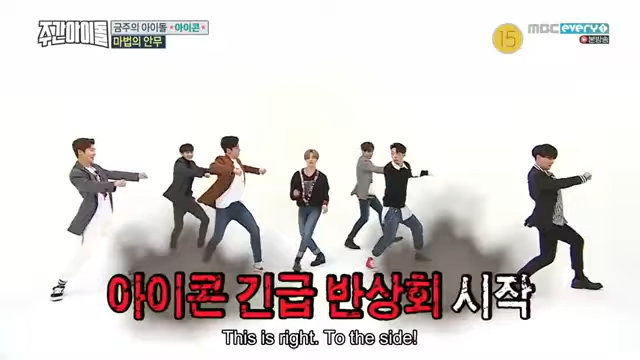 주간아이돌
금주의 아이돌 *아이콘*
마법의 안무
15
MBC every1
본방송
아이콘 긴급 반상회 시작
This is right. To the side!